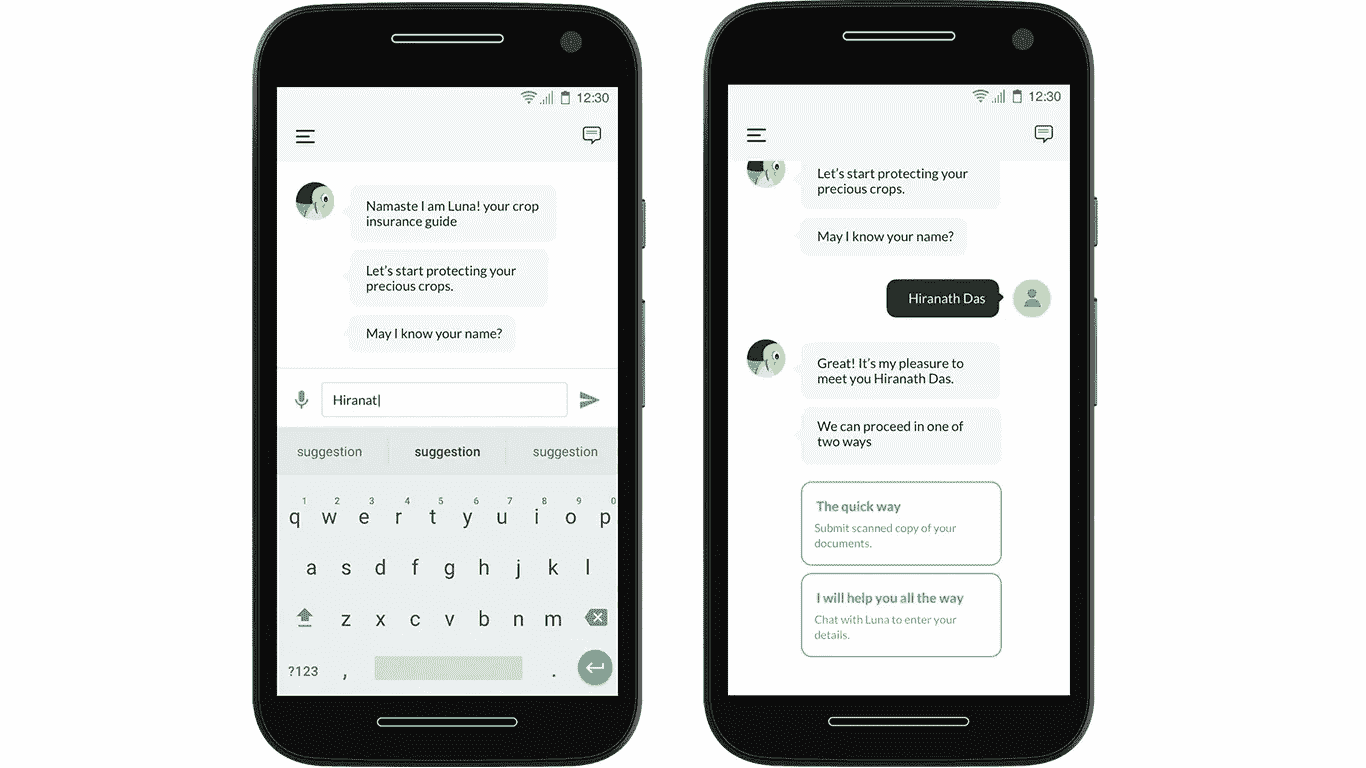 12:30
Namaste I am Luna! your crop
insurance guide
Let's start protecting your
precious crops.
May I know your name?
Hiranat
suggestion suggestion suggestion
1 2 3 4 5 6 7 8 9 0
q w e r t y u i o p
a s d f g h j k l
z x c v b n m
?123 , .
12:30
Let's start protecting your
precious crops.
May I know your name?
Hiranath Das
Great! It's my pleasure to
meet you Hiranath Das.
We can proceed in one of
two ways
The quick way
Submit scanned copy of your
documents.
I will help you all the way
Chat with Luna to enter your
details.